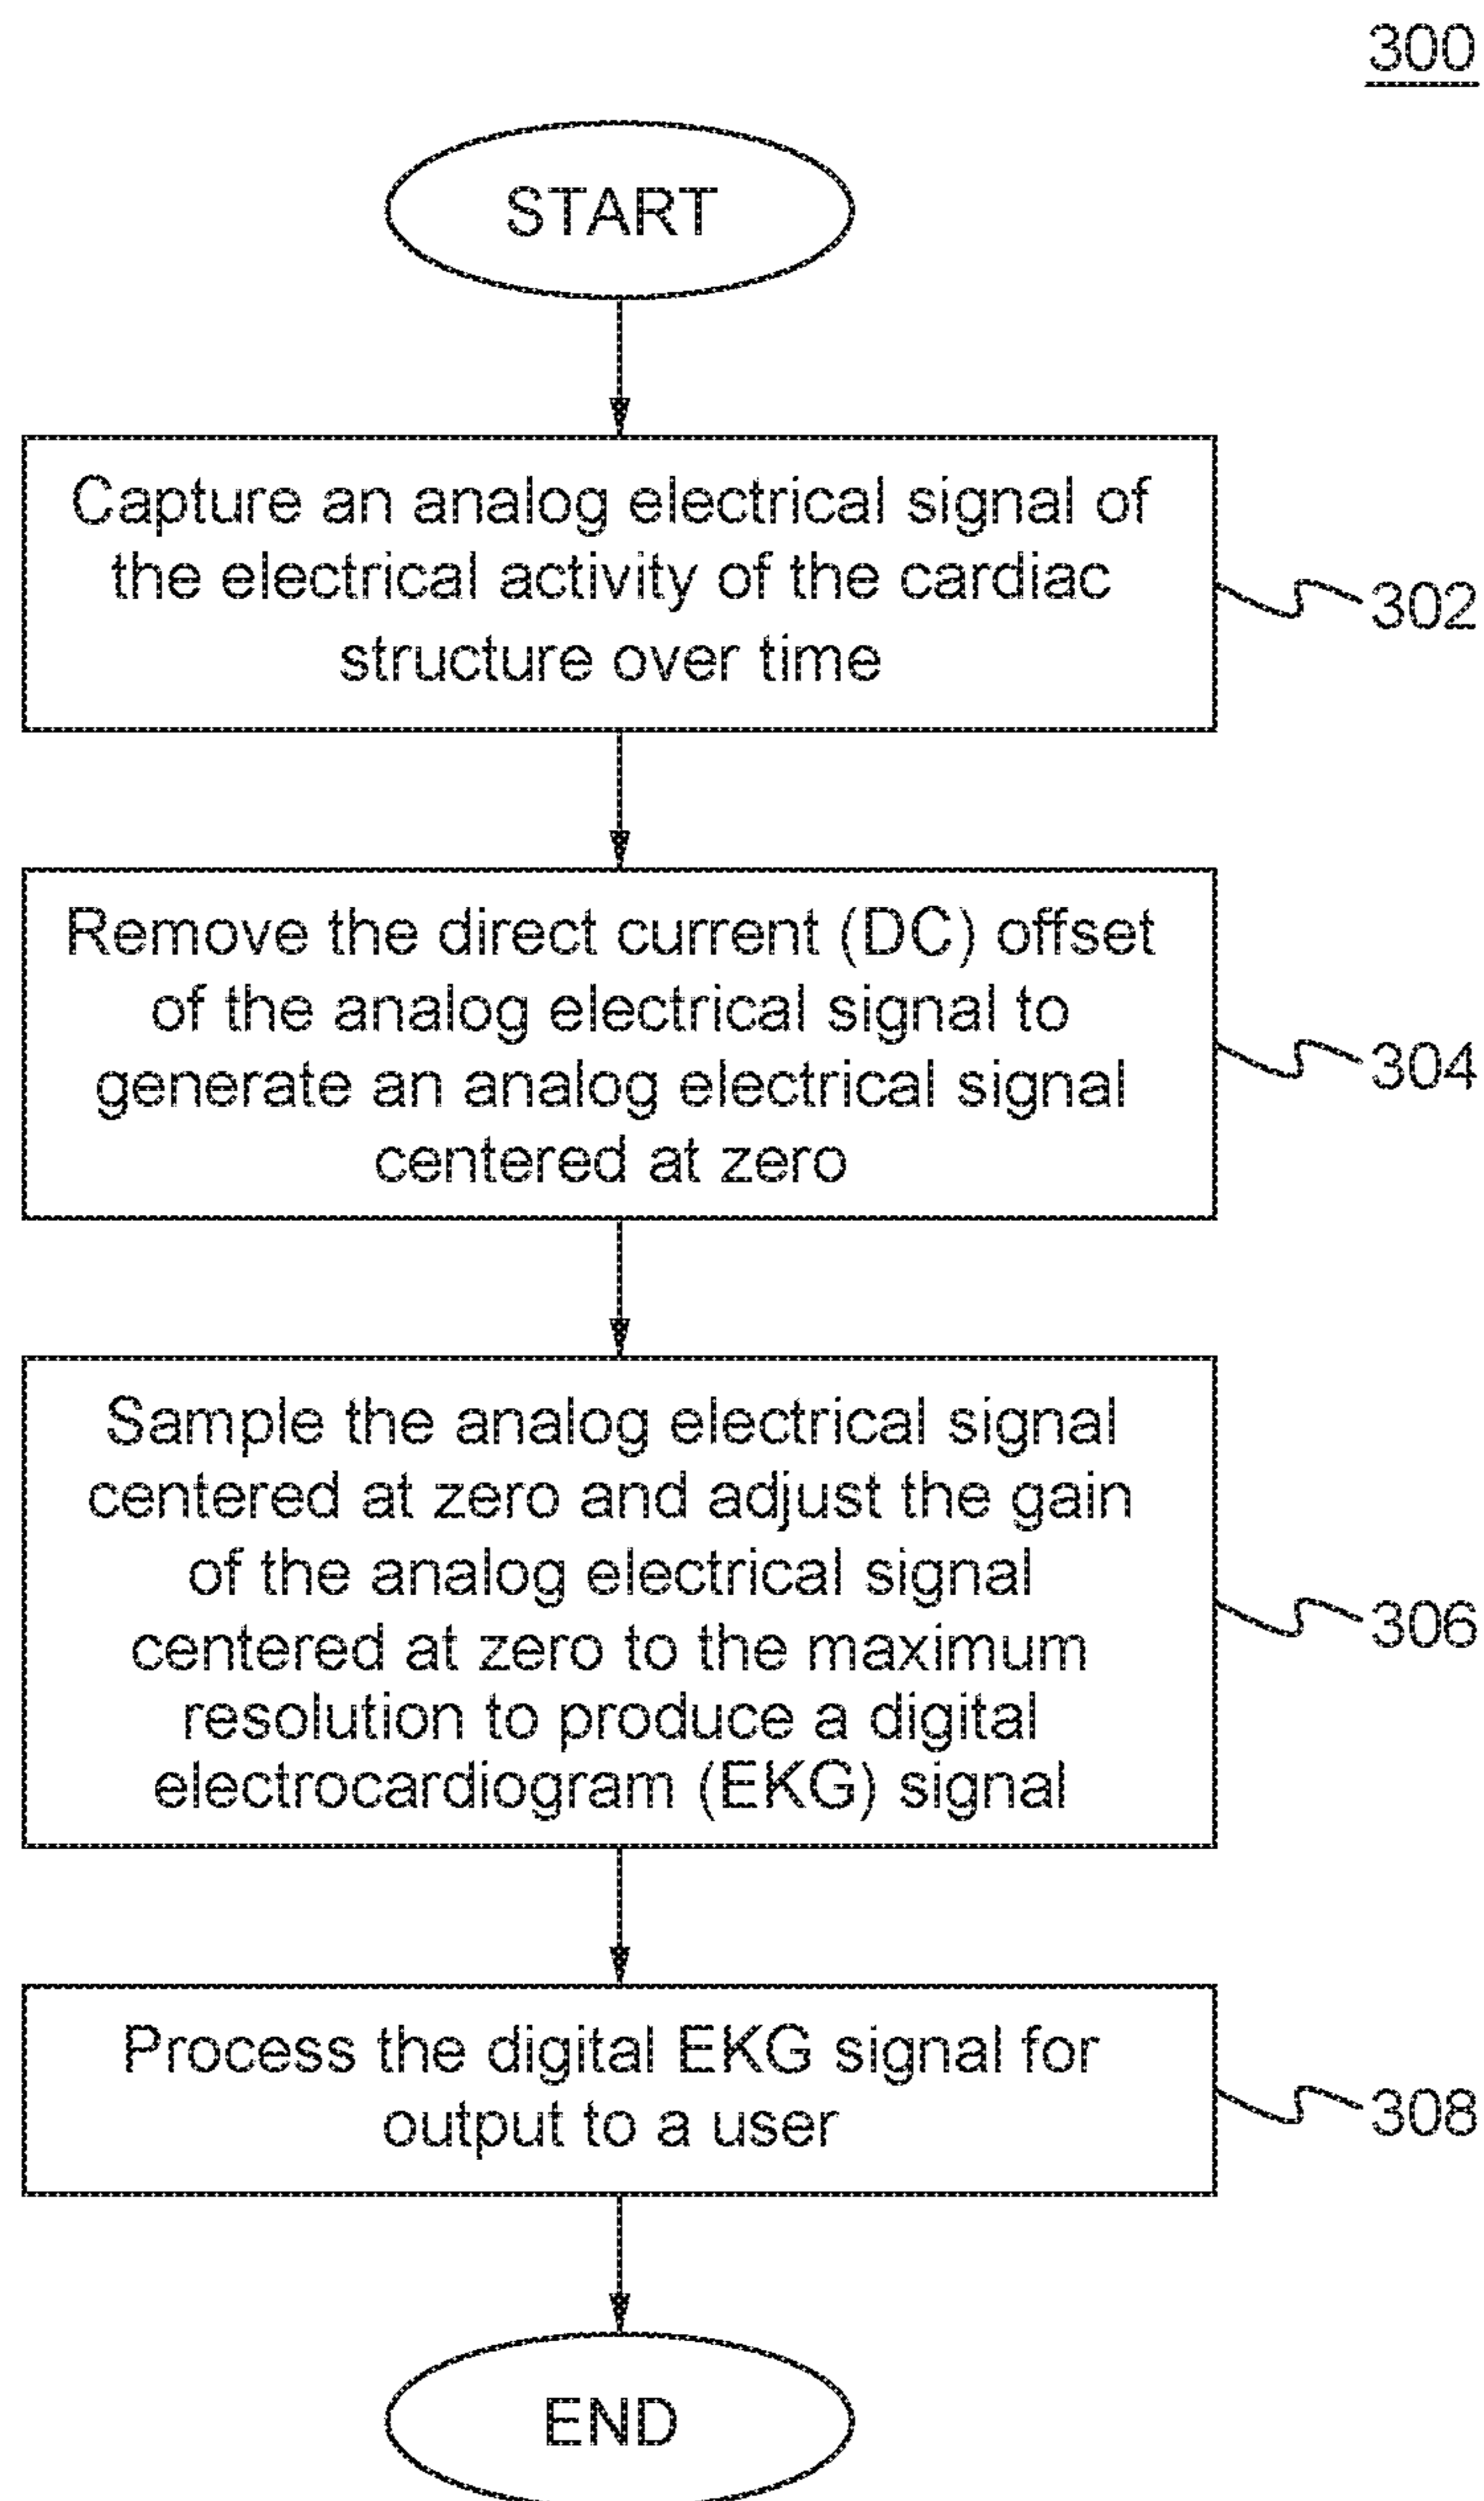 300
START
Capture an analog electrical signal of
the electrical activity of the cardiac
structure over time
302
Remove the direct current (DC) offset
of the analog electrical signal to
generate an analog electrical signal
centered at zero
304
Sample the analog electrical signal
centered at zero and adjust the gain
of the analog electrical signal
centered at zero to the maximum
resolution to produce a digital
electrocardiogram (EKG) signal
306
Process the digital EKG signal for
output to a user
308
END